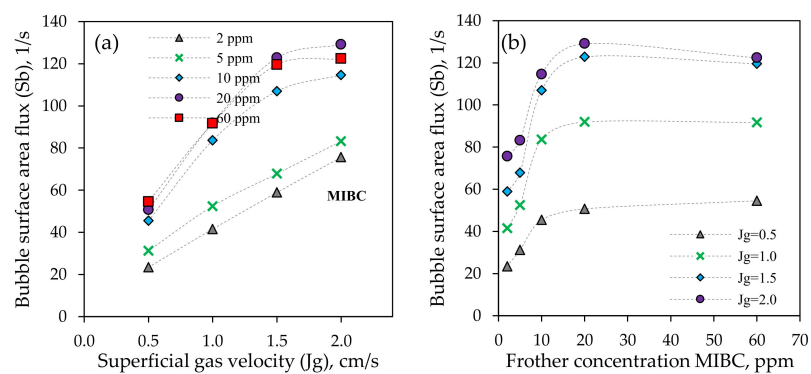 (a)
2 ppm
5 ppm
10 ppm
20 ppm
60 ppm
MIBC
Bubble surface area flux (Sb), 1/s
0
20
40
60
80
100
120
140
0.0
0.5
1.0
1.5
2.0
Superficial gas velocity (Jg), cm/s
(b)
Jg=0.5
Jg=1.0
Jg=1.5
Jg=2.0
Bubble surface area flux (Sb), 1/s
0
20
40
60
80
100
120
140
0
10
20
30
40
50
60
70
Frother concentration MIBC, ppm